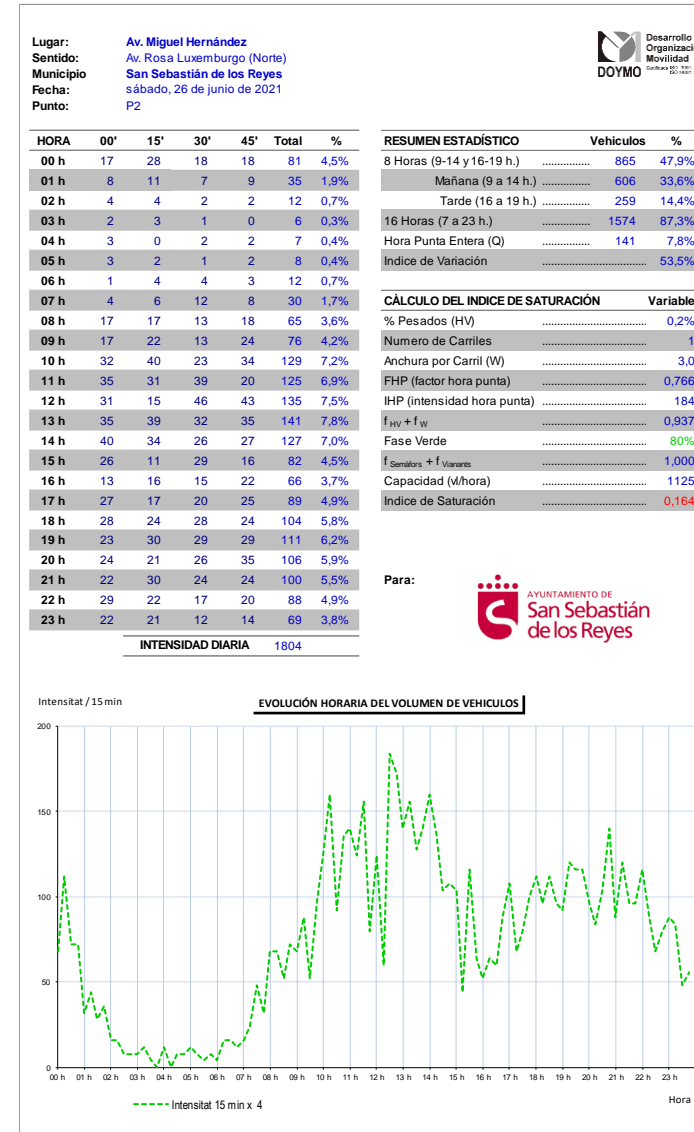 Lugar: Av. Miguel Hernández
Sentido: Av. Rosa Luxemburgo (Norte)
Municipio San Sebastián de los Reyes
Fecha: sábado, 26 de junio de 2021
Punto: P2
Desarrollo
Organizaci
Movilidad
DOYMO
HORA 00' 15' 30' 45' Total %
00 h 17 28 18 18 81 4,5%
01 h 8 11 7 9 35 1,9%
02 h 4 4 2 2 12 0,7%
03 h 2 3 1 0 6 0,3%
04 h 3 0 2 2 7 0,4%
05 h 3 2 1 2 8 0,4%
06 h 1 4 4 3 12 0,7%
07 h 4 6 12 8 30 1,7%
08 h 17 17 13 18 65 3,6%
09 h 17 22 13 24 76 4,2%
10 h 32 40 23 34 129 7,2%
11 h 35 31 39 20 125 6,9%
12 h 31 15 46 43 135 7,5%
13 h 35 39 32 35 141 7,8%
14 h 40 34 26 27 127 7,0%
15 h 26 11 29 16 82 4,5%
16 h 13 16 15 22 66 3,7%
17 h 27 17 20 25 89 4,9%
18 h 28 24 28 24 104 5,8%
19 h 23 30 29 29 111 6,2%
20 h 24 21 26 35 106 5,9%
21 h 22 30 24 24 100 5,5%
22 h 29 22 17 20 88 4,9%
23 h 22 21 12 14 69 3,8%
INTENSIDAD DIARIA 1804
RESUMEN ESTADÍSTICO Vehiculos %
8 Horas (9-14 y 16-19 h.) ................ 865 47,9%
Mañana (9 a 14 h.) ................ 606 33,6%
Tarde (16 a 19 h.) ................ 259 14,4%
16 Horas (7 a 23 h.) ................ 1574 87,3%
Hora Punta Entera (Q) ................ 141 7,8%
Indice de Variación .................................. 53,5%
CÀLCULO DEL INDICE DE SATURACIÓN Variable
% Pesados (HV) .................................. 0,2%
Numero de Carriles .................................. 1
Anchura por Carril (W) .................................. 3,0
FHP (factor hora punta) .................................. 0,766
IHP (intensidad hora punta) .................................. 184
f HV + f W .................................. 0,937
Fase Verde .................................. 80%
f Semàfors + f Vianants .................................. 1,000
Capacidad (vl/hora) .................................. 1125
Indice de Saturación .................................. 0,164
Para:
AYUNTAMIENTO DE
San Sebastián
de los Reyes
Intensitat / 15 min
EVOLUCIÓN HORARIA DEL VOLUMEN DE VEHICULOS
200
150
100
50
0
00 h 01 h 02 h 03 h 04 h 05 h 06 h 07 h 08 h 09 h 10 h 11 h 12 h 13 h 14 h 15 h 16 h 17 h 18 h 19 h 20 h 21 h 22 h 23 h
Hora
Intensitat 15 min x 4